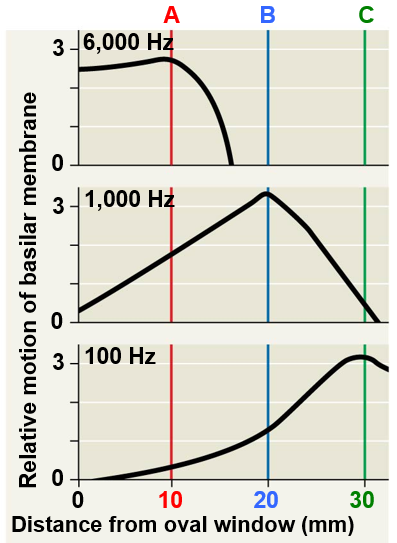 A B C
6,000 Hz
3
0
1,000 Hz
3
0
100 Hz
3
0
Relative motion of basilar membrane
0 10 20 30
Distance from oval window (mm)